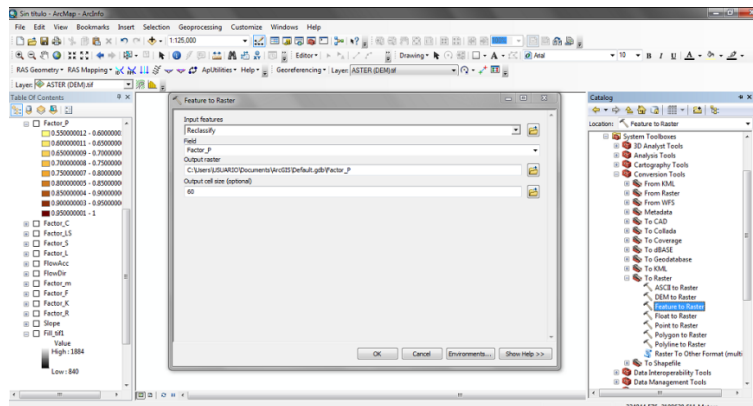 Sin título - ArcMap - ArcInfo
File Edit View Bookmarks Insert Selection Geoprocessing Customize Windows Help
1:125,000
Editor Drawing Arial 10 B I U A
RAS Geometry RAS Mapping ApUtilities Help Georeferencing Layer: ASTER (DEM).tif
Layer: ASTER (DEM).tif
Table Of Contents
Factor_P
0.550000012 - 0.6000000
0.600000011 - 0.6500000
0.650000009 - 0.7000000
0.700000008 - 0.7500000
0.750000007 - 0.8000000
0.800000005 - 0.8500000
0.850000004 - 0.9000000
0.900000003 - 0.9500000
0.950000001 - 1
Factor_C
Factor_LS
Factor_S
Factor_L
FlowAcc
FlowDir
Factor_m
Factor_F
Factor_K
Factor_R
Slope
Fill_tif1
Value
High : 1884
Low : 840
Feature to Raster
Input features
Reclassify
Field
Factor_P
Output raster
C:\Users\USUARIO\Documents\ArcGIS\Default.gdb\Factor_P
Output cell size (optional)
60
OK Cancel Environments... Show Help >>
Catalog
Location: Feature to Raster
System Toolboxes
3D Analyst Tools
Analysis Tools
Cartography Tools
Conversion Tools
From KML
From Raster
From WFS
Metadata
To CAD
To Collada
To Coverage
To dBASE
To Geodatabase
To KML
To Raster
ASCII to Raster
DEM to Raster
Feature to Raster
Float to Raster
Point to Raster
Polygon to Raster
Polyline to Raster
Raster To Other Format (multi
To Shapefile
Data Interoperability Tools
Data Management Tools